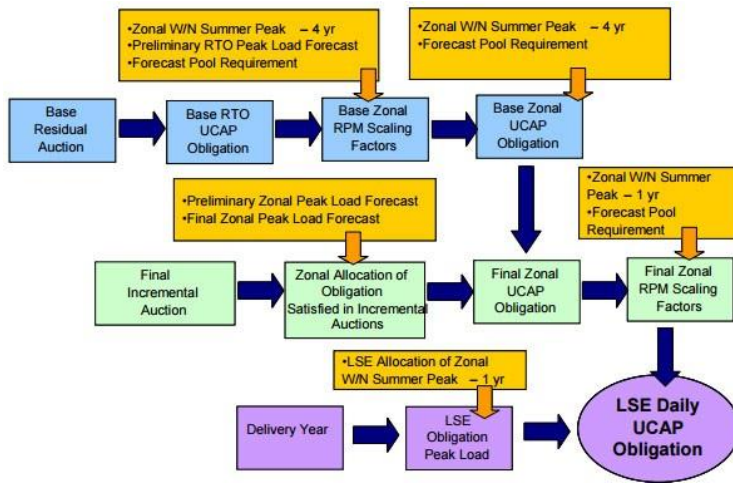 •Zonal W/N Summer Peak – 4 yr
•Preliminary RTO Peak Load Forecast
•Forecast Pool Requirement
•Zonal W/N Summer Peak – 4 yr
•Forecast Pool Requirement
Base
Residual
Auction
Base RTO
UCAP
Obligation
Base Zonal
RPM Scaling
Factors
Base Zonal
UCAP
Obligation
•Preliminary Zonal Peak Load Forecast
•Final Zonal Peak Load Forecast
•Zonal W/N Summer
Peak – 1 yr
•Forecast Pool
Requirement
Final
Incremental
Auction
Zonal Allocation of
Obligation
Satisfied in Incremental
Auctions
Final Zonal
UCAP
Obligation
Final Zonal
RPM Scaling
Factors
•LSE Allocation of Zonal
W/N Summer Peak – 1 yr
Delivery Year
LSE
Obligation
Peak Load
LSE Daily
UCAP
Obligation